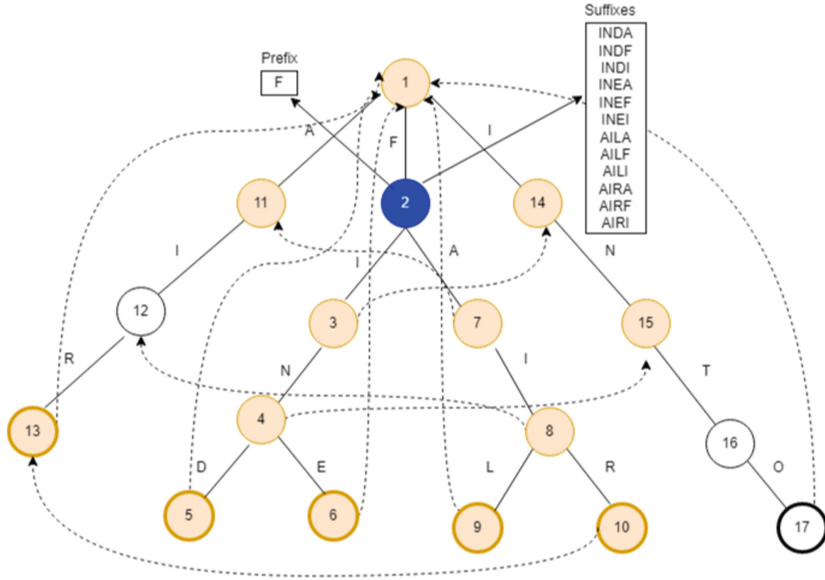 Suffixes
INDA
INDF
INDI
INEA
INEF
INEI
AILA
AILF
AILI
AIRA
AIRF
AIRI
Prefix
F
1
A
F
I
11
2
14
I
I
A
N
12
3
7
15
R
N
I
T
13
4
8
16
D
E
L
R
O
5
6
9
10
17